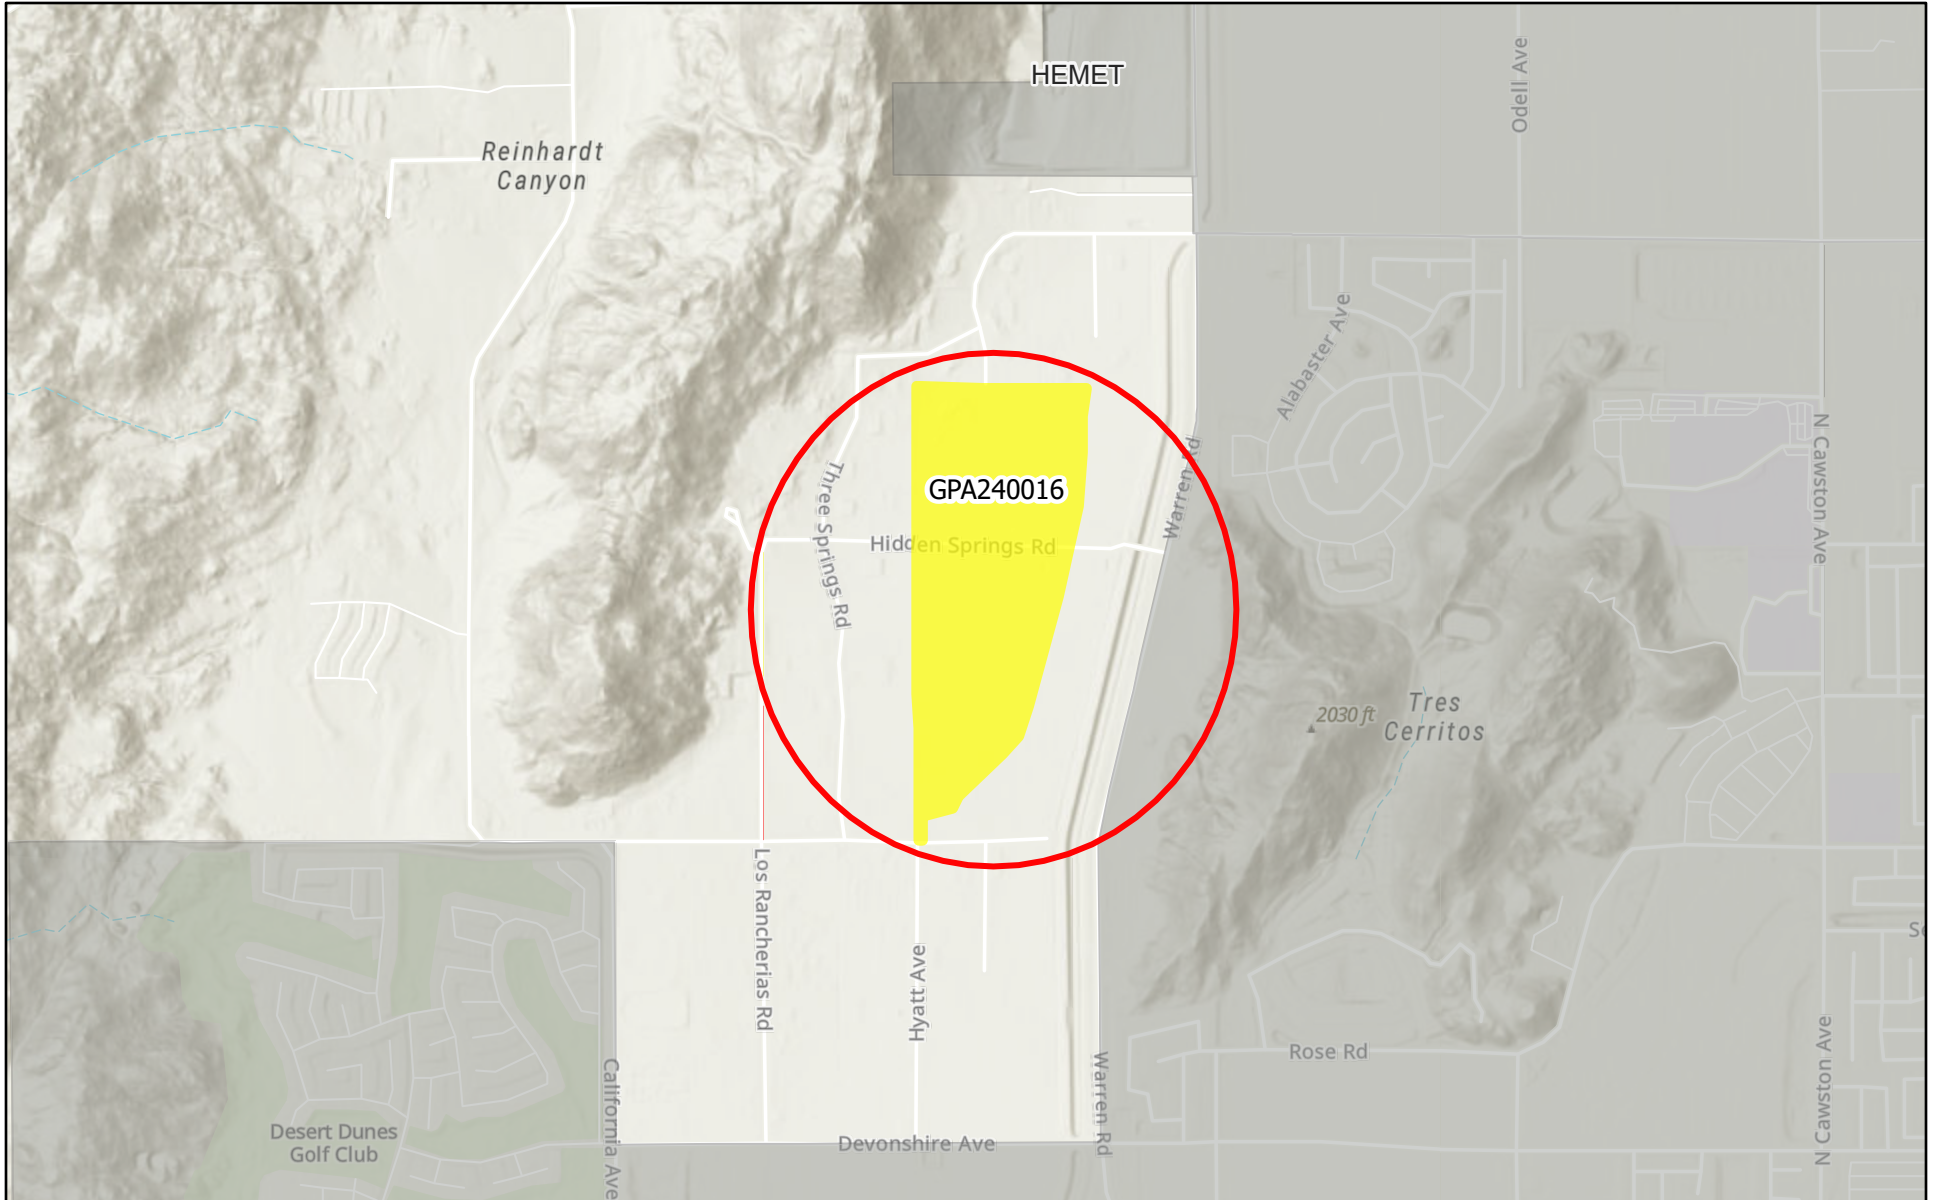 HEMET
Odell Ave
Reinhardt
Canyon
Alabaster Ave
N Cawston Ave
Warren Rd
Three Springs Rd
GPA240016
Hidden Springs Rd
2030 ft
Tres
Cerritos
Los Rancherias Rd
Hyatt Ave
California Ave
Warren Rd
Rose Rd
N Cawston Ave
Desert Dunes
Golf Club
Devonshire Ave